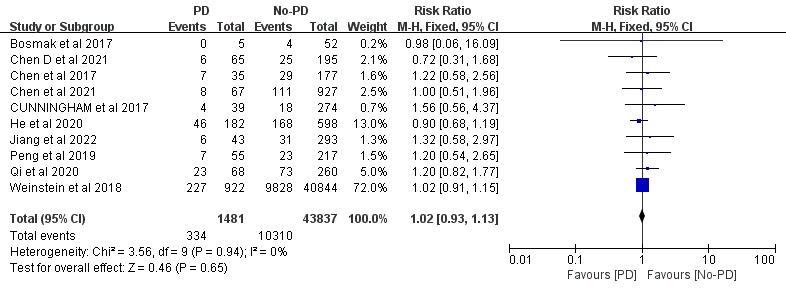 PD No-PD Risk Ratio Risk Ratio
Study or Subgroup Events Total Events Total Weight M-H, Fixed, 95% CI M-H, Fixed, 95% CI
Bosmak et al 2017 0 5 4 52 0.2% 0.98 [0.06, 16.09]
Chen D et al 2021 6 65 25 195 2.1% 0.72 [0.31, 1.68]
Chen et al 2017 7 35 29 177 1.6% 1.22 [0.58, 2.56]
Chen et al 2021 8 67 111 927 2.5% 1.00 [0.51, 1.96]
CUNNINGHAM et al 2017 4 39 18 274 0.8% 1.56 [0.56, 4.37]
He et al 2020 46 182 168 598 13.0% 0.90 [0.68, 1.19]
Jiang et al 2022 6 43 31 293 1.3% 1.32 [0.58, 2.97]
Peng et al 2019 7 55 23 217 1.5% 1.20 [0.54, 2.65]
Qi et al 2020 23 68 73 260 5.0% 1.20 [0.82, 1.77]
Weinstein et al 2018 227 922 9828 40844 72.0% 1.02 [0.91, 1.15]
Total (95% CI) 1481 43837 100.0% 1.02 [0.93, 1.13]
Total events 334 10310
Heterogeneity: Chi² = 3.56, df = 9 (P = 0.94); I² = 0%
Test for overall effect: Z = 0.46 (P = 0.65)
0.01 0.1 1 10 100
Favours [PD] Favours [No-PD]